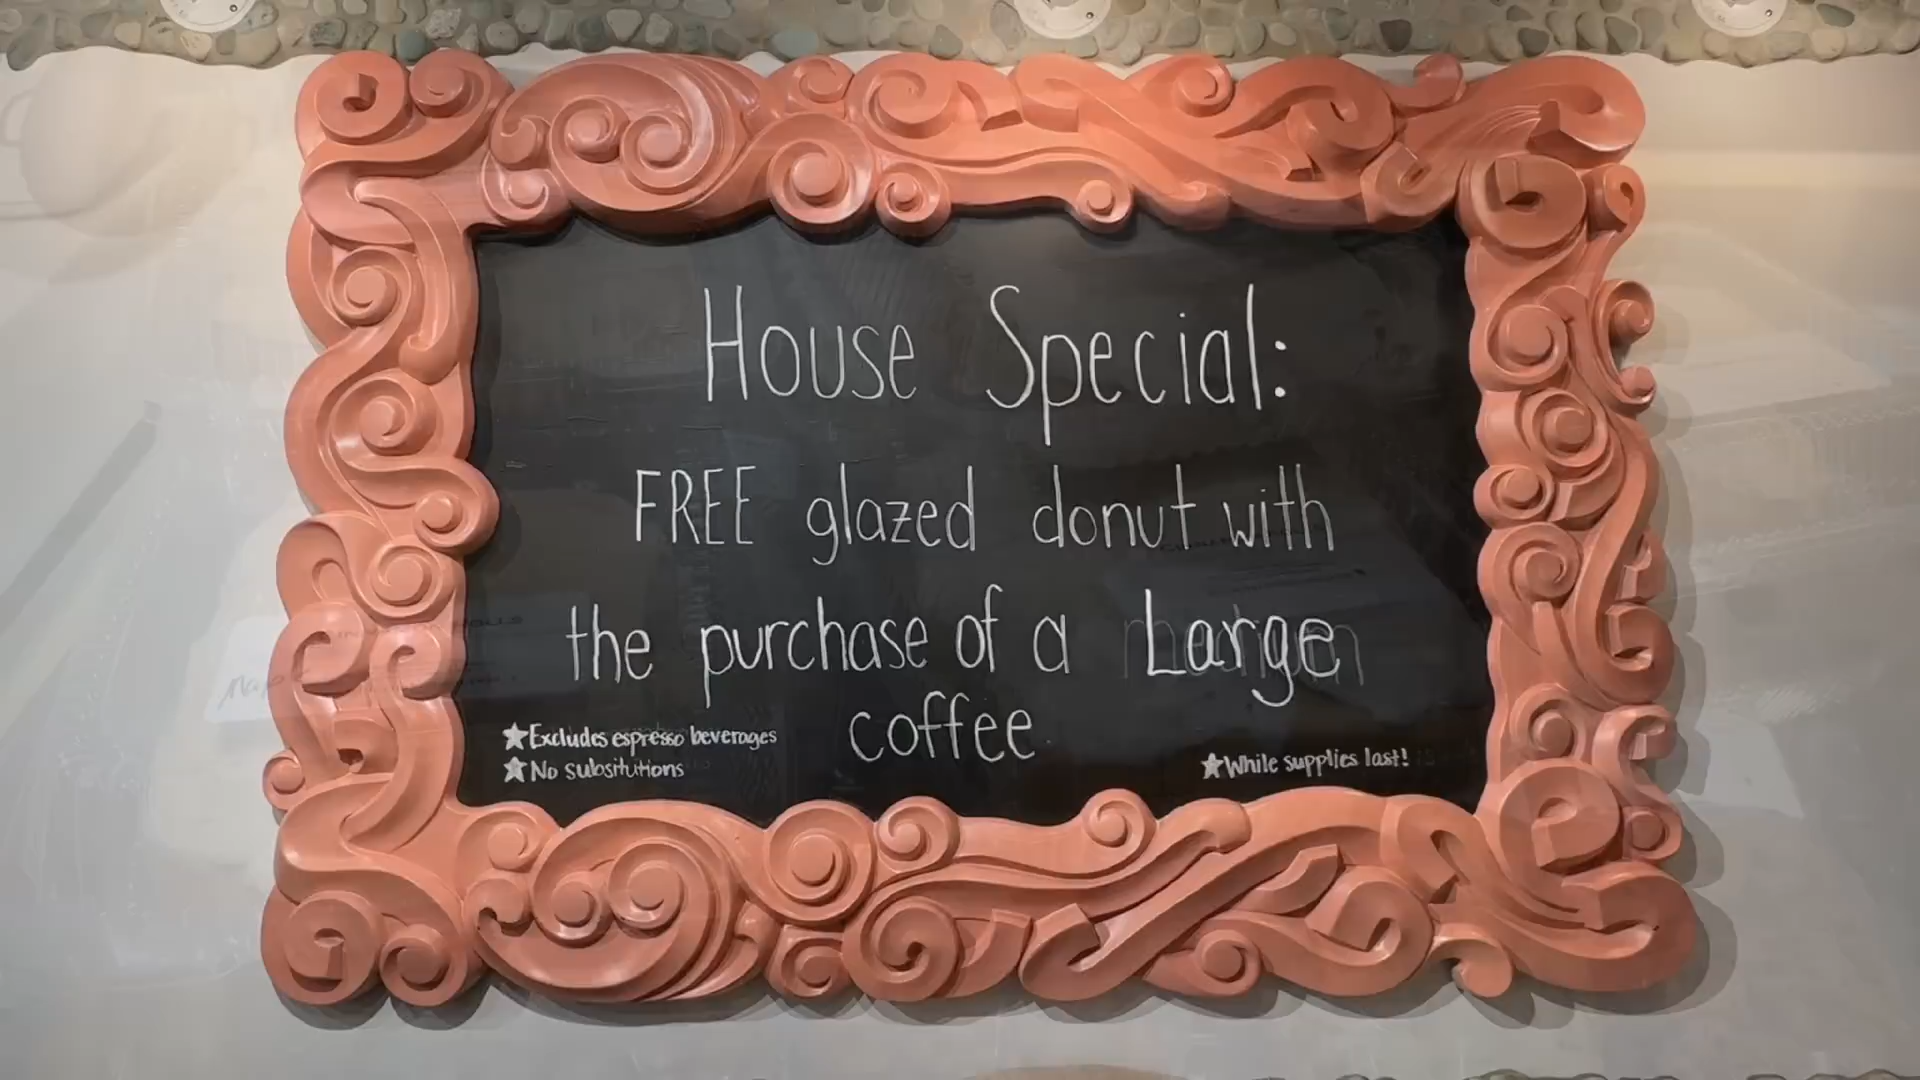 House Special:
FREE glazed donut with
the purchase of a Large
coffee
★Excludes espresso beverages
★No subsitutions
★While supplies last!